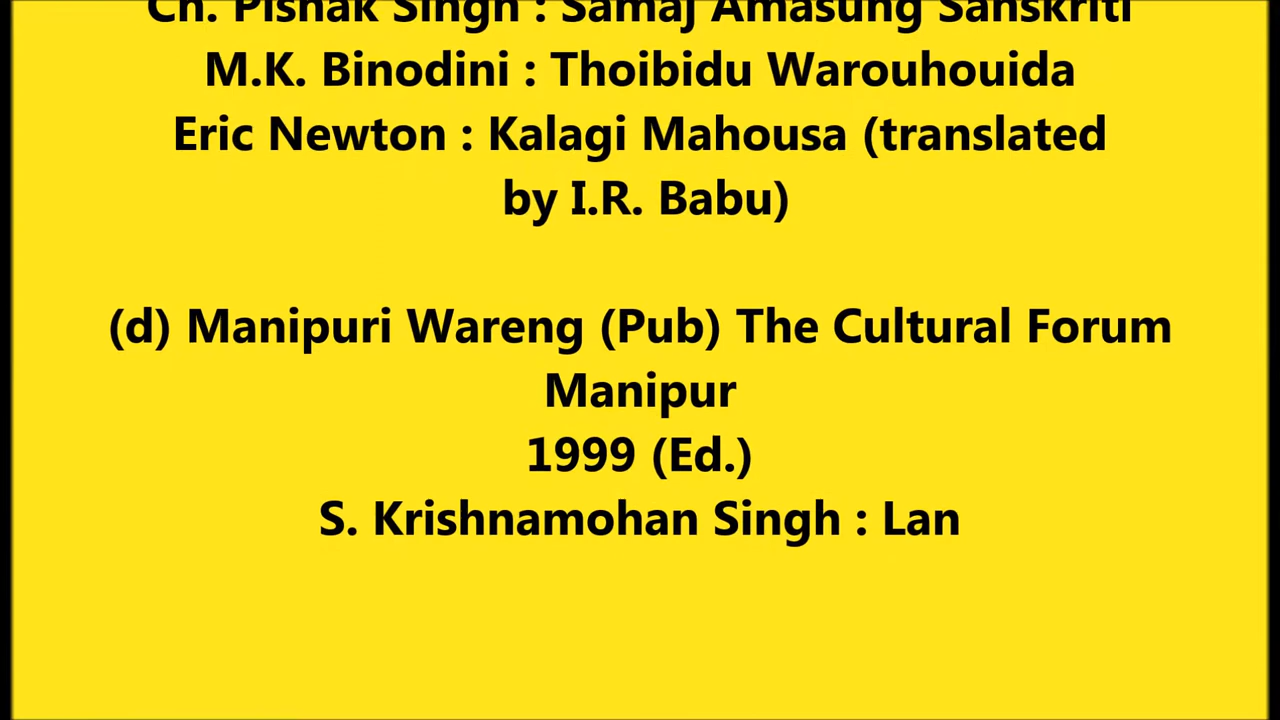 Ch. Pishak Singh : Samaj Amasung Sanskriti
M.K. Binodini : Thoibidu Warouhouida
Eric Newton : Kalagi Mahousa (translated
by I.R. Babu)
(d) Manipuri Wareng (Pub) The Cultural Forum
Manipur
1999 (Ed.)
S. Krishnamohan Singh : Lan